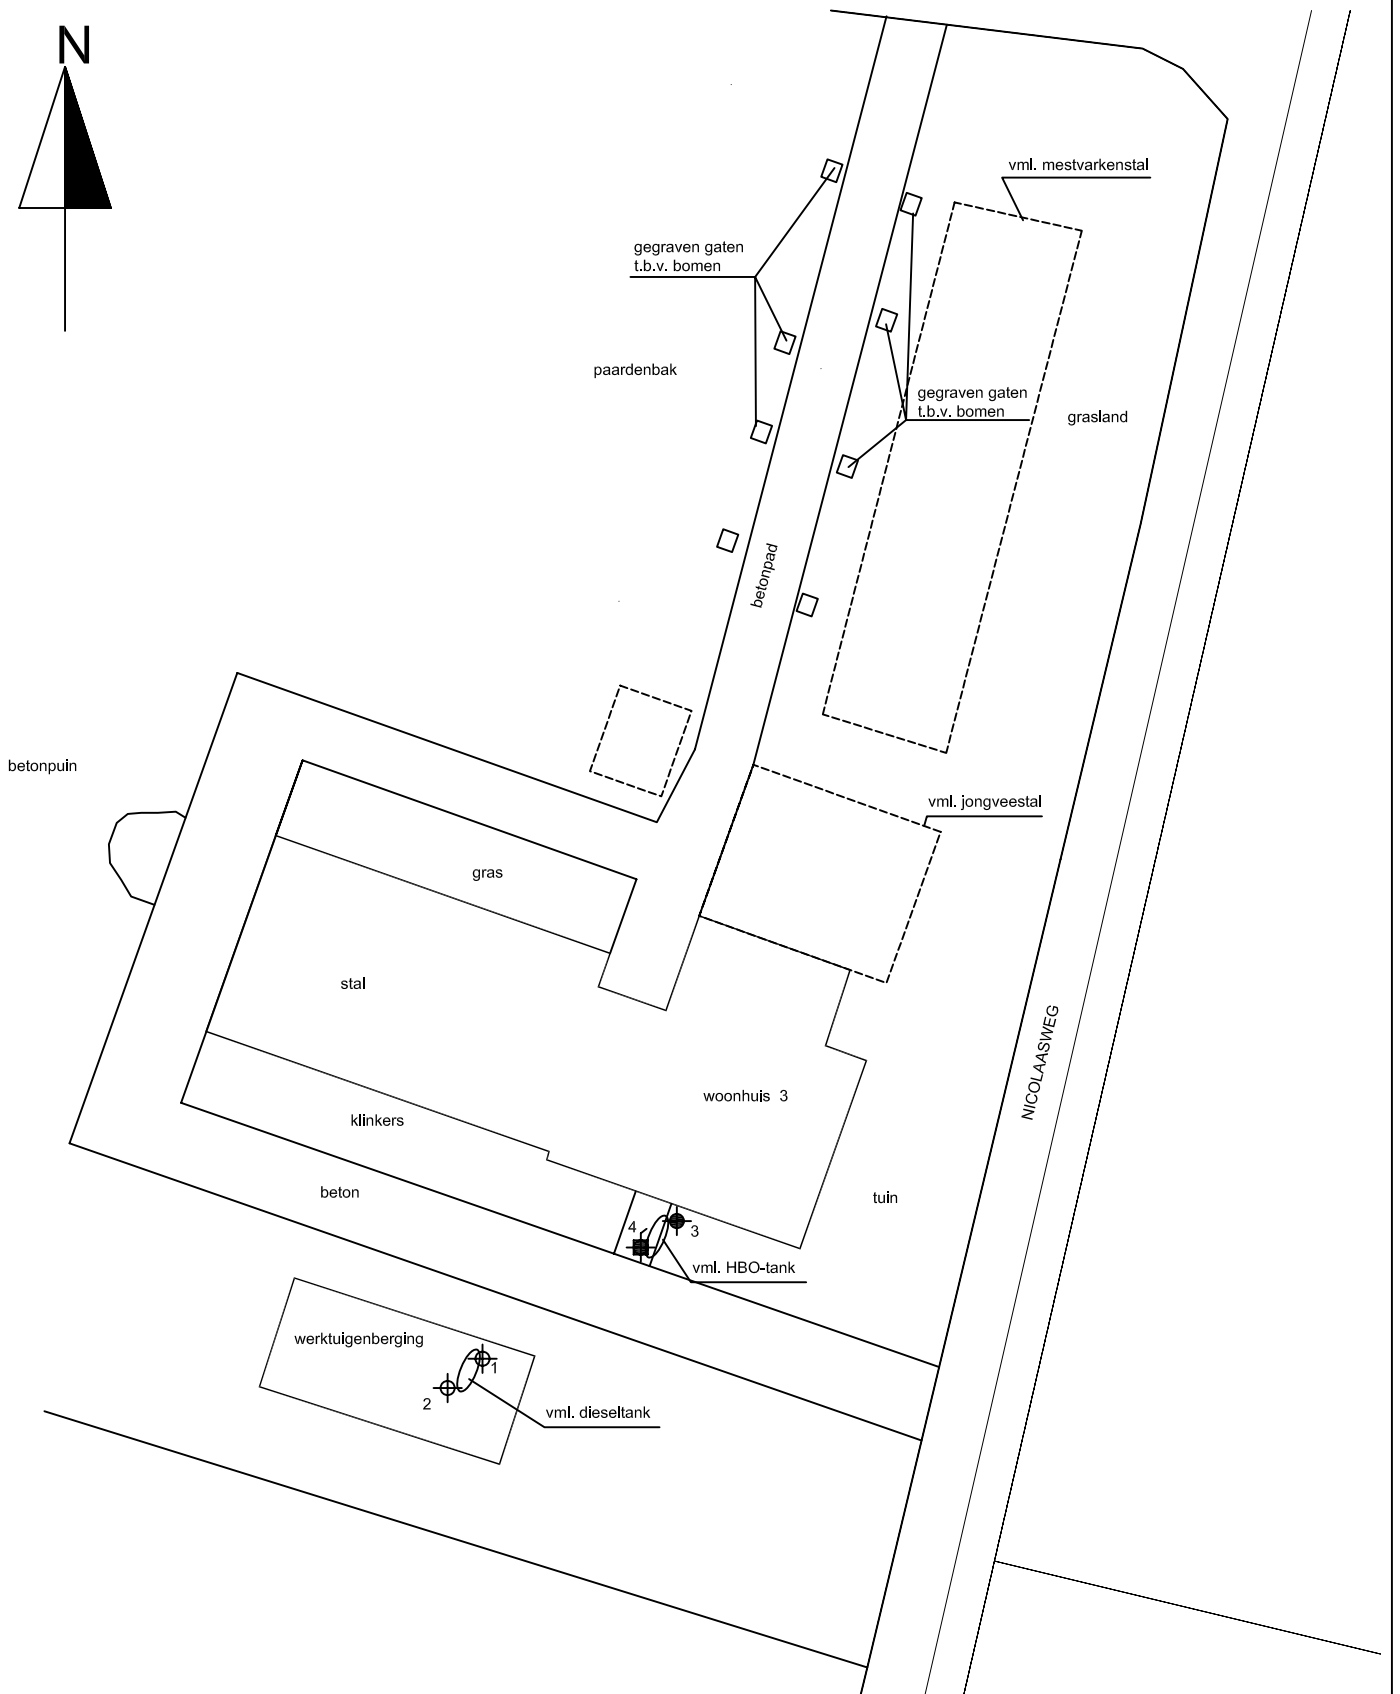 N
vml. mestvarkenstal
gegraven gaten
t.b.v. bomen
paardenbak
gegraven gaten
t.b.v. bomen
grasland
betonpad
betonpuin
vml. jongveestal
gras
stal
NICOLAASWEG
woonhuis 3
klinkers
beton
tuin
4
3
vml. HBO-tank
werktuigenberging
1
2
vml. dieseltank